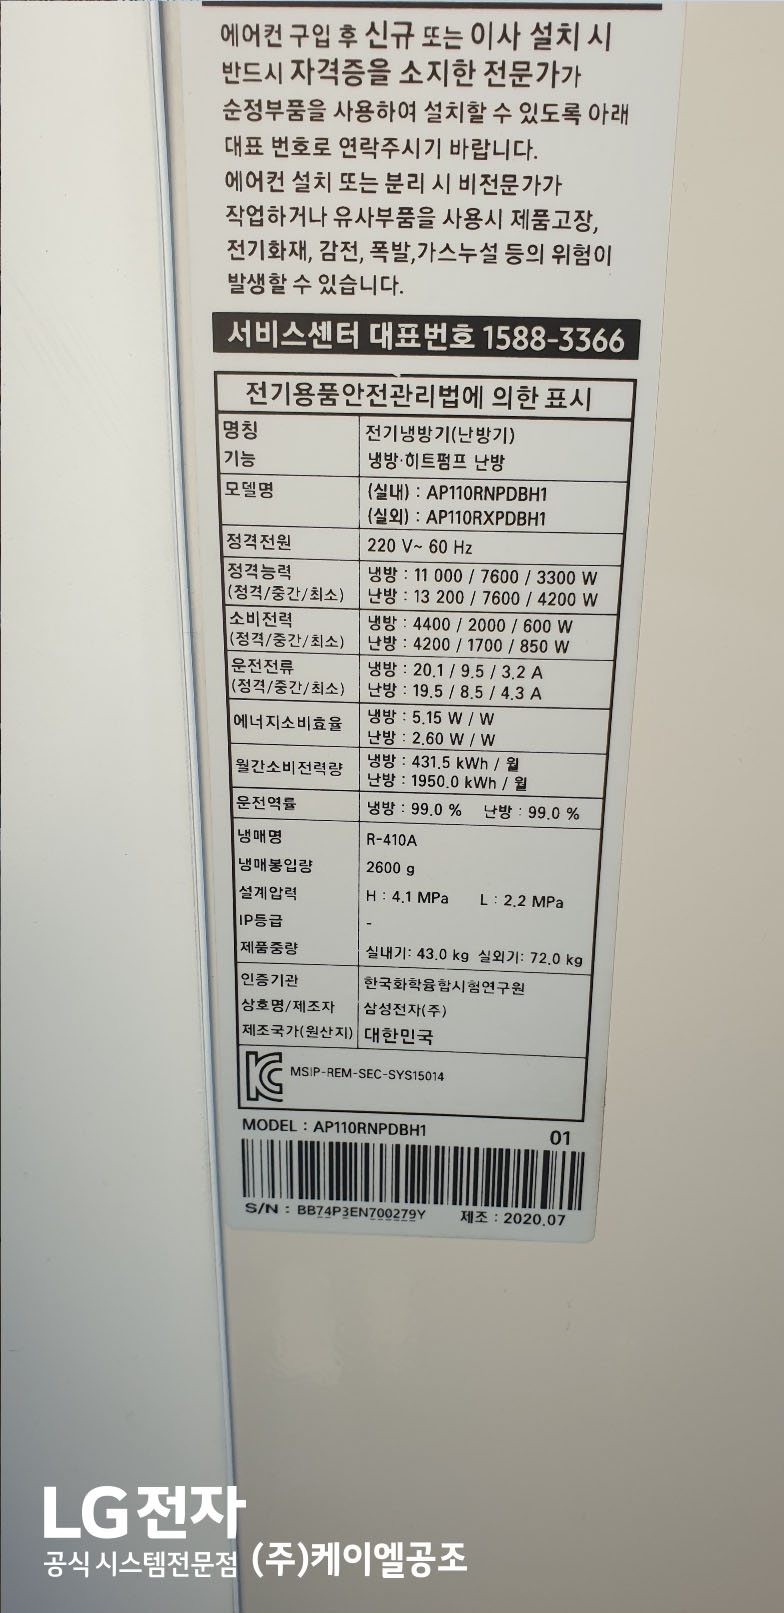 에어컨 구입 후 신규 또는 이사 설치 시
반드시 자격증을 소지한 전문가가
순정부품을 사용하여 설치할 수 있도록 아래
대표 번호로 연락주시기 바랍니다.
에어컨 설치 또는 분리 시 비전문가가
작업하거나 유사부품을 사용시 제품고장,
전기화재, 감전, 폭발,가스누설 등의 위험이
발생할 수 있습니다.
서비스센터 대표번호 1588-3366
전기용품안전관리법에 의한 표시
명칭 전기냉방기(난방기)
기능 냉방·히트펌프 난방
모델명 (실내) : AP110RNPDBH1
(실외) : AP110RXPDBH1
정격전원 220 V~ 60 Hz
정격능력 냉방 : 11 000 / 7600 / 3300 W
(정격/중간/최소) 난방 : 13 200 / 7600 / 4200 W
소비전력 냉방 : 4400 / 2000 / 600 W
(정격/중간/최소) 난방 : 4200 / 1700 / 850 W
운전전류 냉방 : 20.1 / 9.5 / 3.2 A
(정격/중간/최소) 난방 : 19.5 / 8.5 / 4.3 A
에너지소비효율 냉방 : 5.15 W / W
난방 : 2.60 W / W
월간소비전력량 냉방 : 431.5 kWh / 월
난방 : 1950.0 kWh / 월
운전역률 냉방 : 99.0 % 난방 : 99.0 %
냉매명 R-410A
냉매봉입량 2600 g
설계압력 H : 4.1 MPa L : 2.2 MPa
IP등급 -
제품중량 실내기: 43.0 kg 실외기: 72.0 kg
인증기관 한국화학융합시험연구원
상호명/제조자 삼성전자(주)
제조국가(원산지) 대한민국
MSIP-REM-SEC-SYS15014
MODEL : AP110RNPDBH1 01
S/N : BB74P3EN700279Y 제조 : 2020.07
LG전자
공식 시스템전문점 (주)케이엘공조